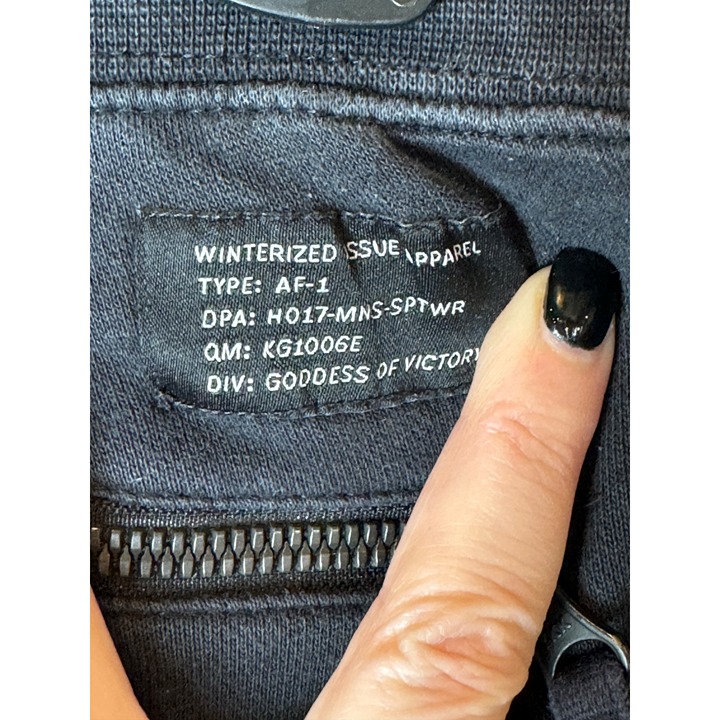 WINTERIZED ISSUE APPAREL
TYPE: AF-1
DPA: HO17-MNS-SPTWR
QM: KG1006E
DIV: GODDESS OF VICTORY